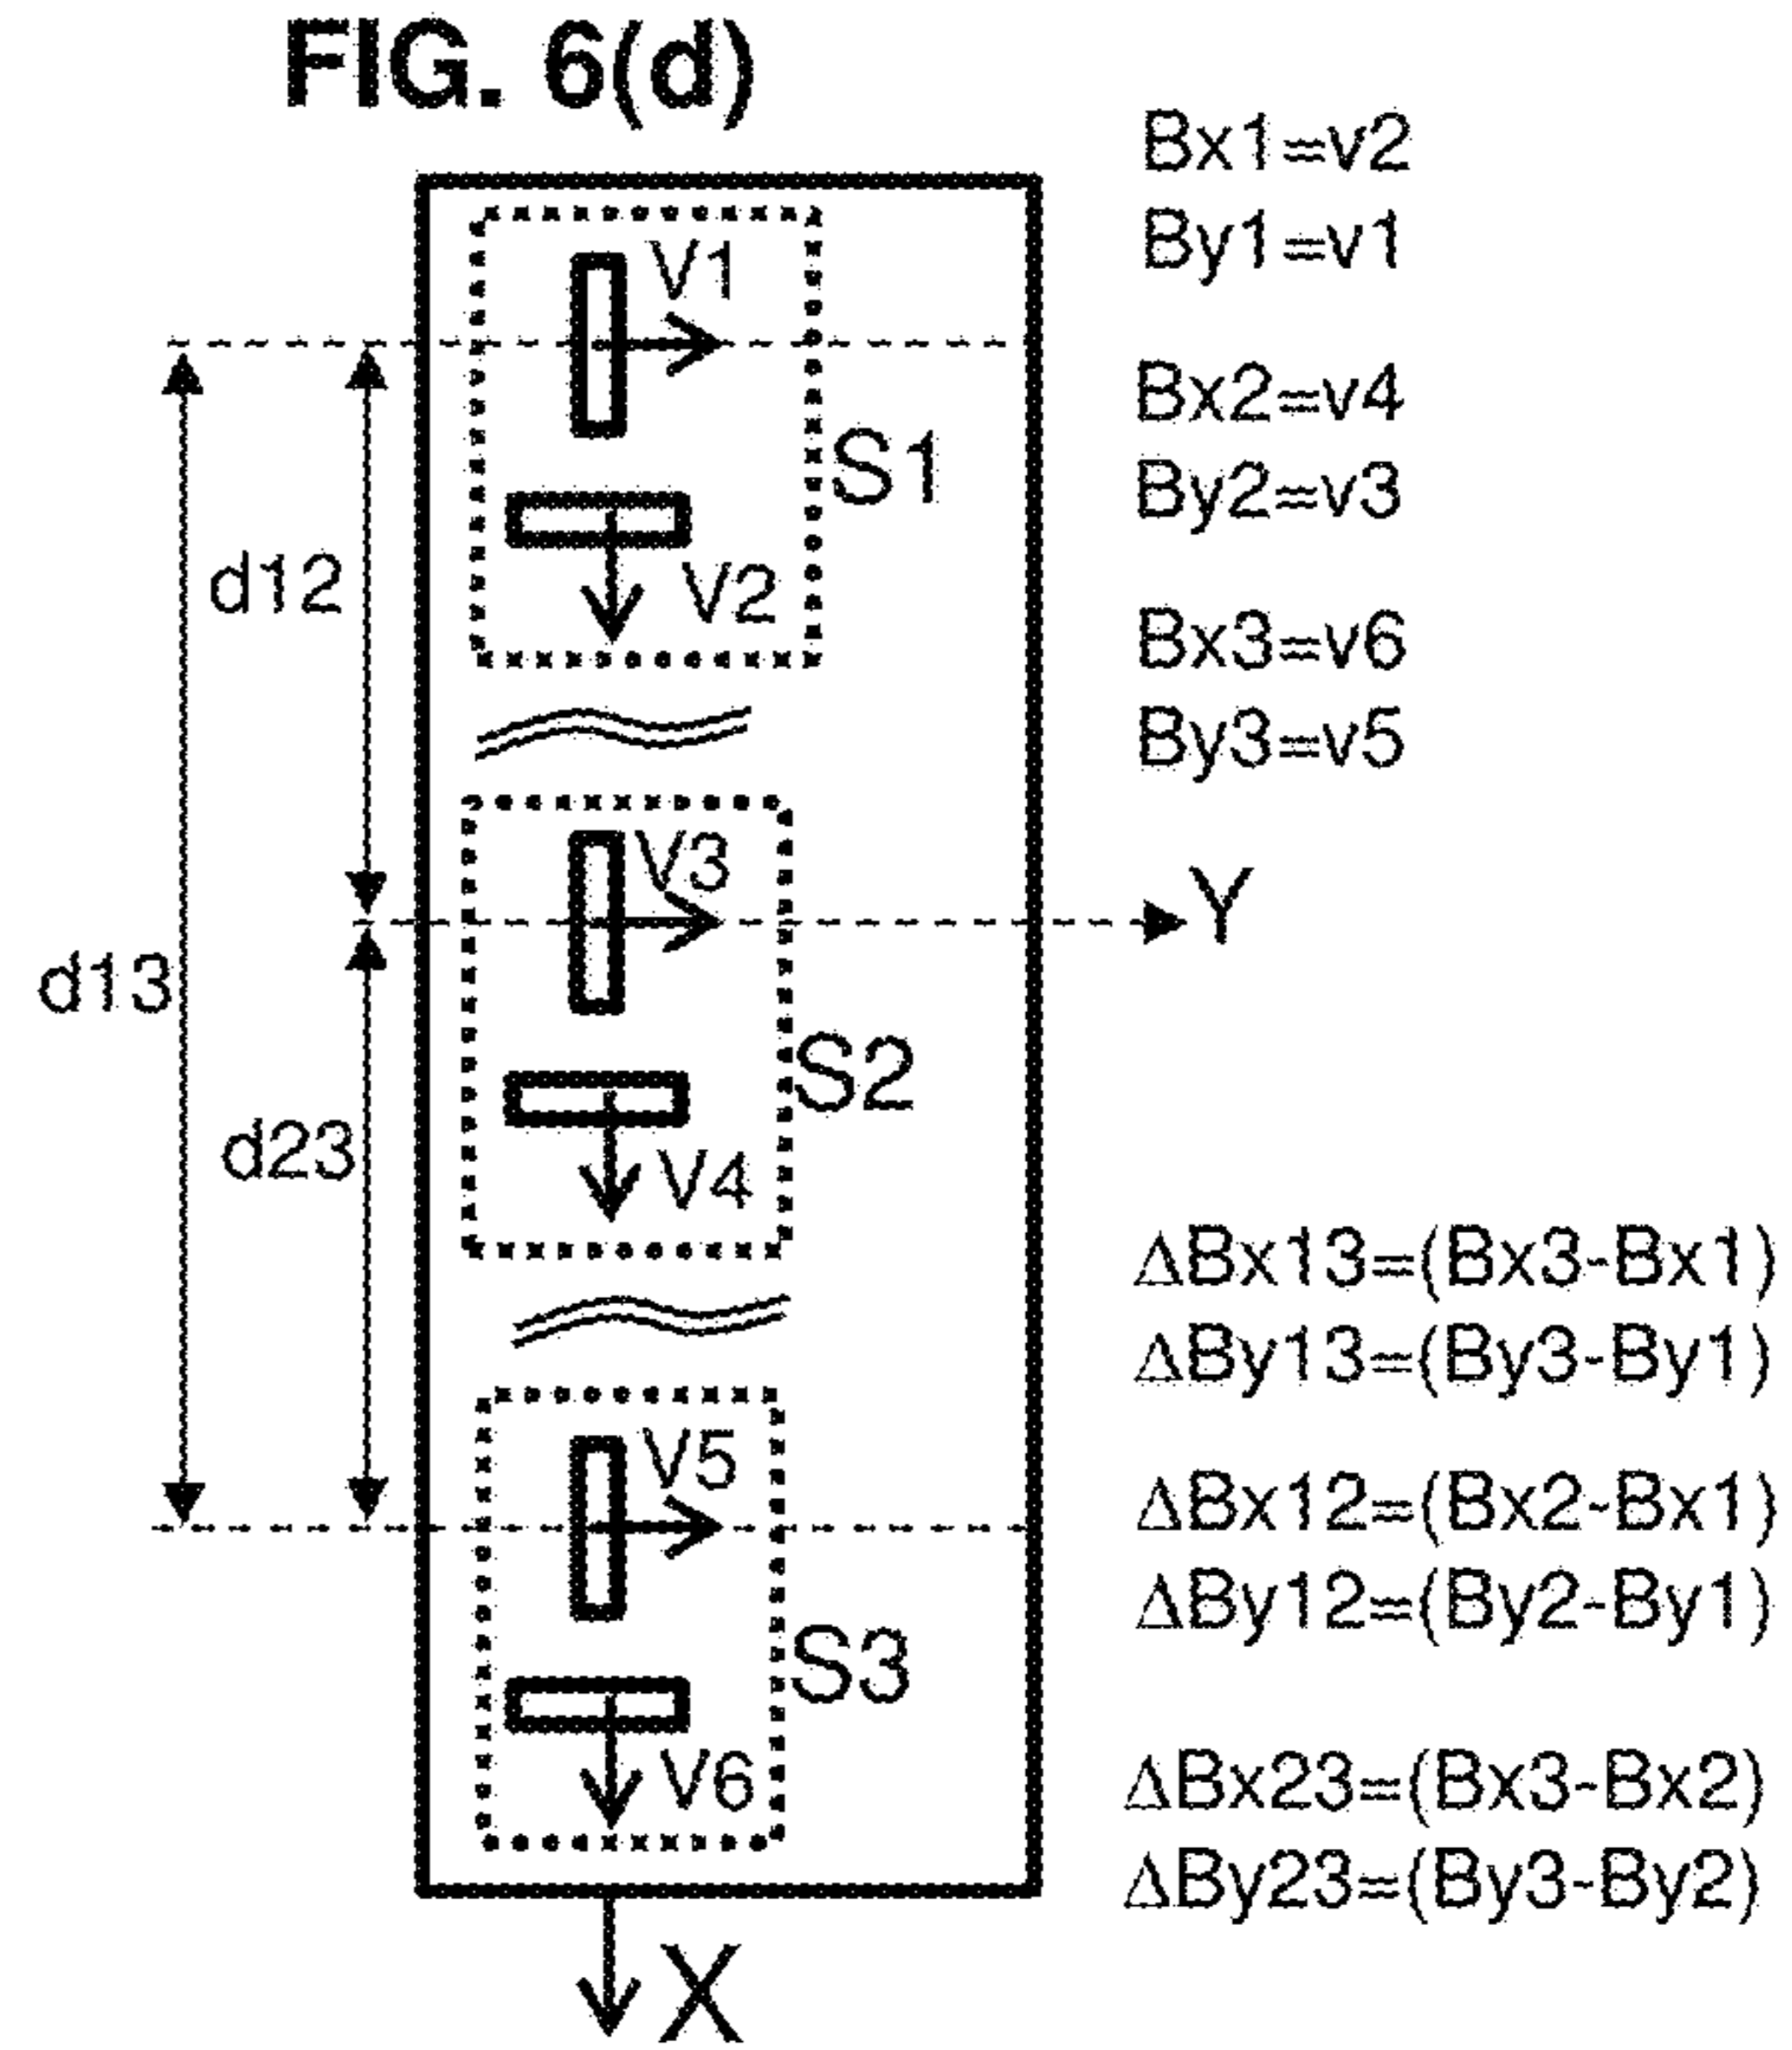 FIG. 6(d)
Bx1=v2
By1=v1
Bx2=v4
By2=v3
Bx3=v6
By3=v5
V1
S1
d12
V2
V3
Y
d13
S2
d23
V4
ΔBx13=(Bx3-Bx1)
ΔBy13=(By3-By1)
V5
ΔBx12=(Bx2-Bx1)
ΔBy12=(By2-By1)
S3
V6
ΔBx23=(Bx3-Bx2)
ΔBy23=(By3-By2)
X